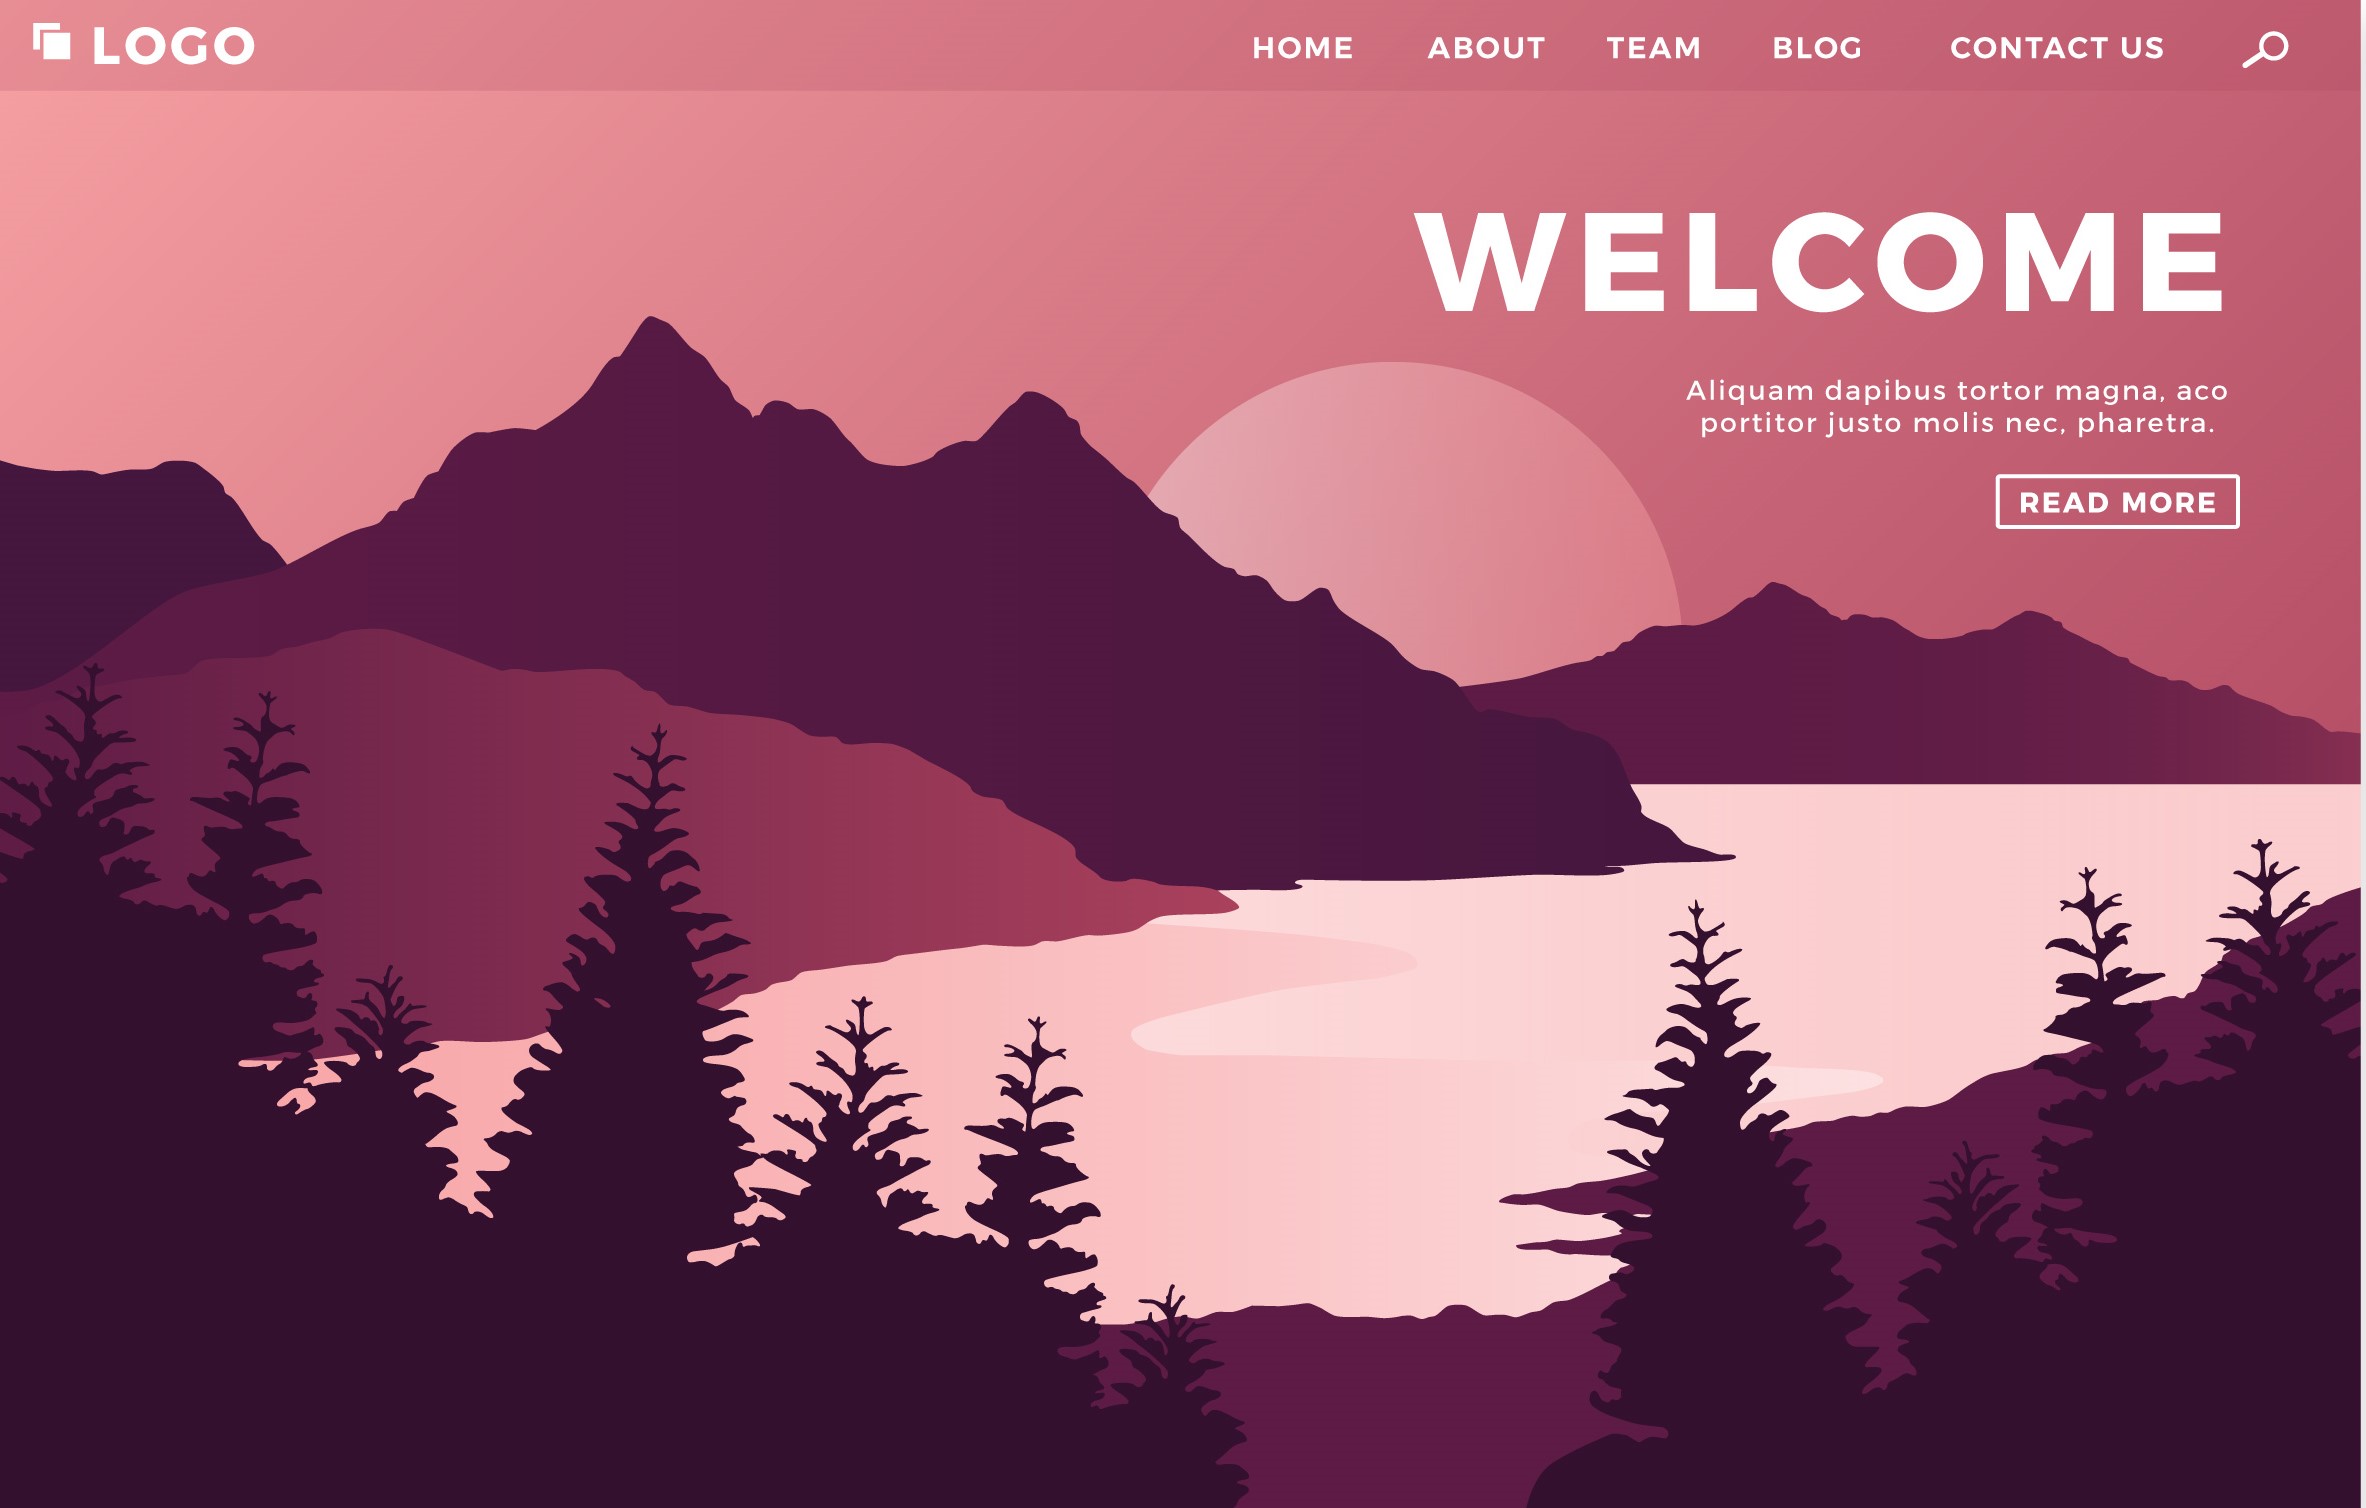 LOGO
HOME ABOUT TEAM BLOG CONTACT US
WELCOME
Aliquam dapibus tortor magna, aco
portitor justo molis nec, pharetra.
READ MORE